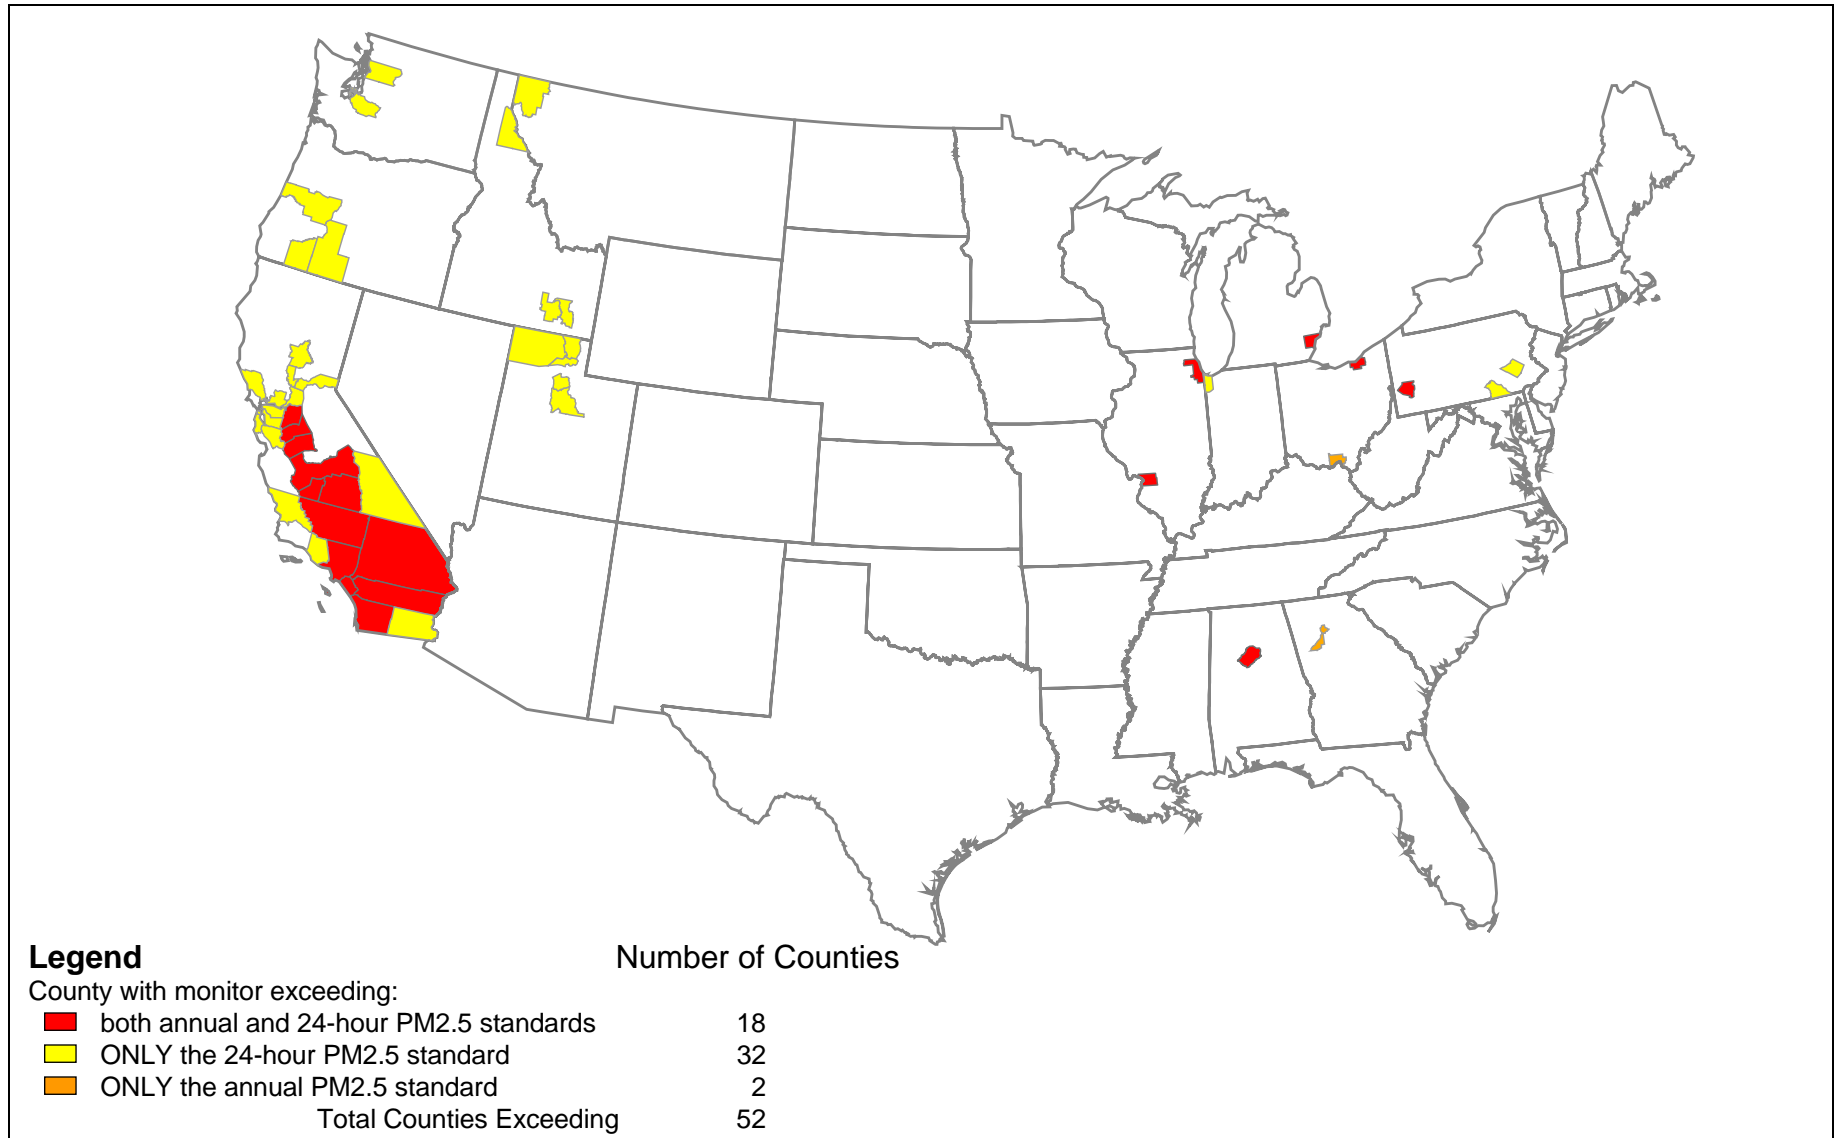 Legend Number of Counties
County with monitor exceeding:
both annual and 24-hour PM2.5 standards 18
ONLY the 24-hour PM2.5 standard 32
ONLY the annual PM2.5 standard 2
Total Counties Exceeding 52